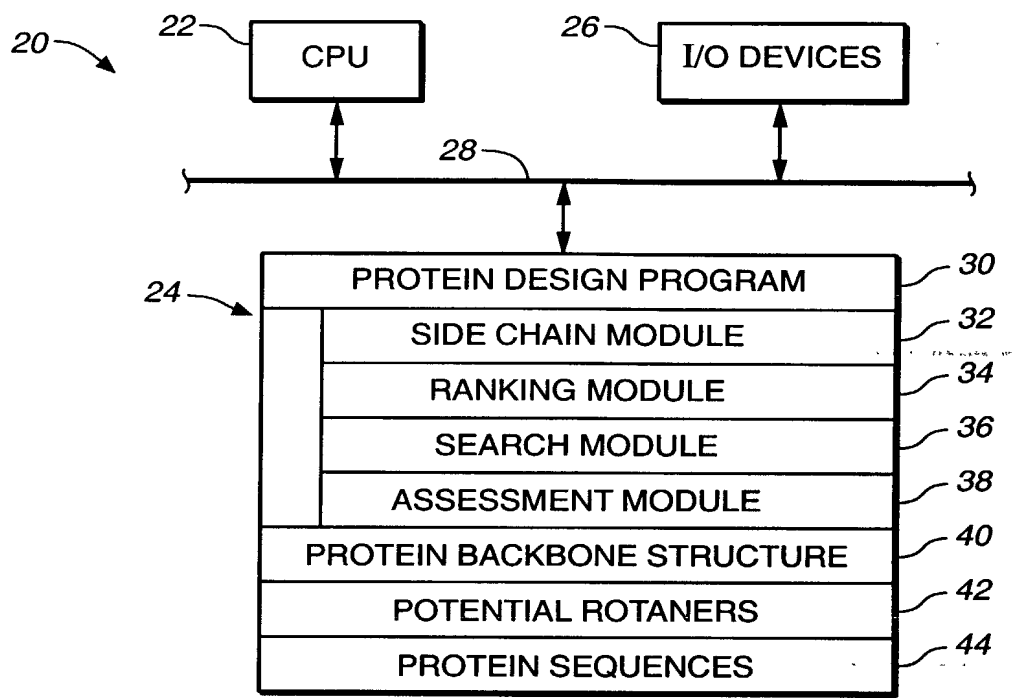 20
22
CPU
26
I/O DEVICES
28
24
PROTEIN DESIGN PROGRAM
30
SIDE CHAIN MODULE
32
RANKING MODULE
34
SEARCH MODULE
36
ASSESSMENT MODULE
38
PROTEIN BACKBONE STRUCTURE
40
POTENTIAL ROTANERS
42
PROTEIN SEQUENCES
44